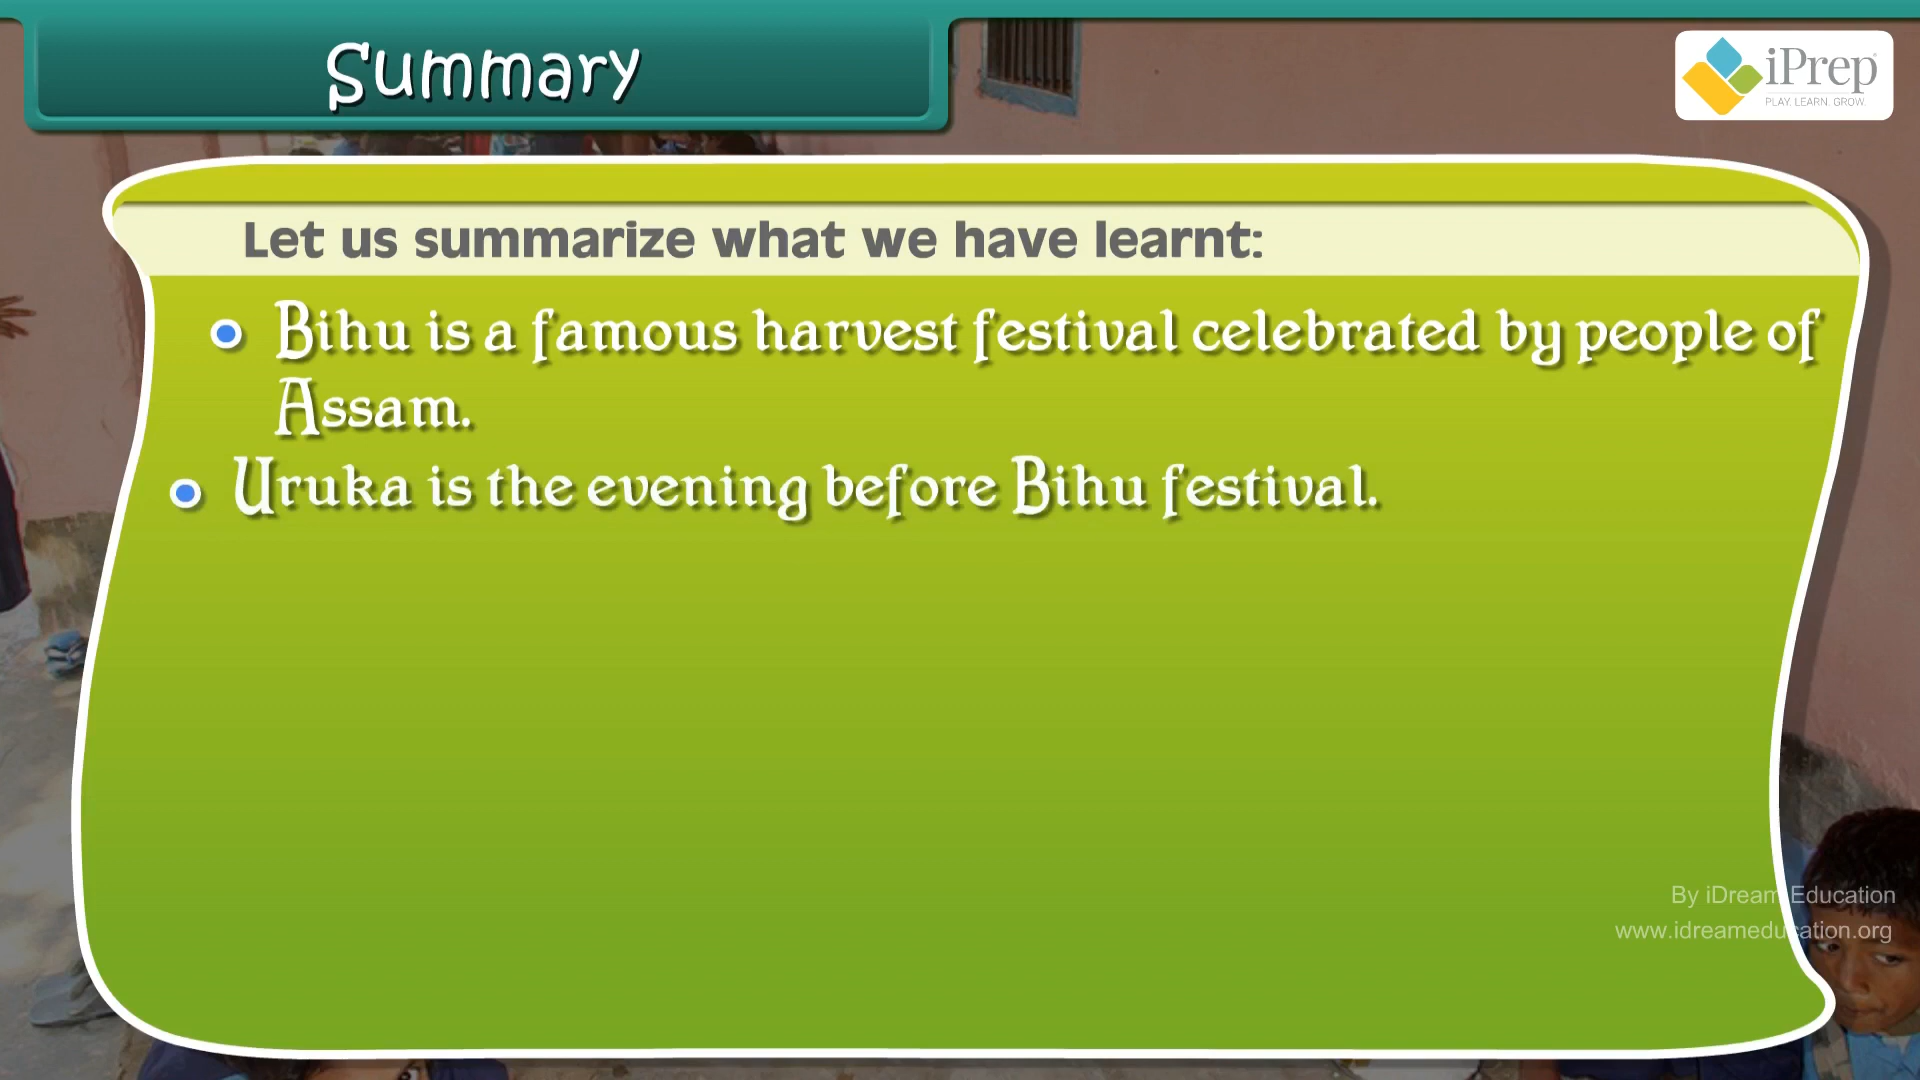 Summary
iPrep
PLAY. LEARN. GROW.
Let us summarize what we have learnt:
Bihu is a famous harvest festival celebrated by people of
Assam.
Uruka is the evening before Bihu festival.
By iDream Education
www.idreameducation.org